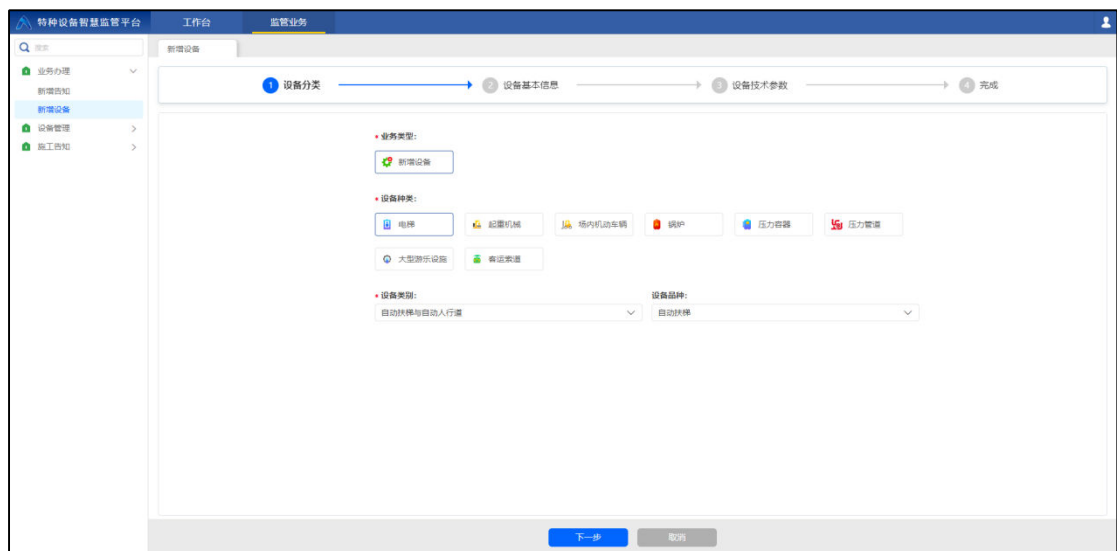 特种设备智慧监管平台 工作台 监管业务
搜索 新增设备
业务办理
新增告知
新增设备
设备管理
施工告知
1 设备分类 2 设备基本信息 3 设备技术参数 4 完成
* 业务类型:
新增设备
* 设备种类:
电梯 起重机械 场内机动车辆 锅炉 压力容器 压力管道
大型游乐设施 客运索道
* 设备类别: 设备品种:
自动扶梯与自动人行道 自动扶梯
下一步 取消